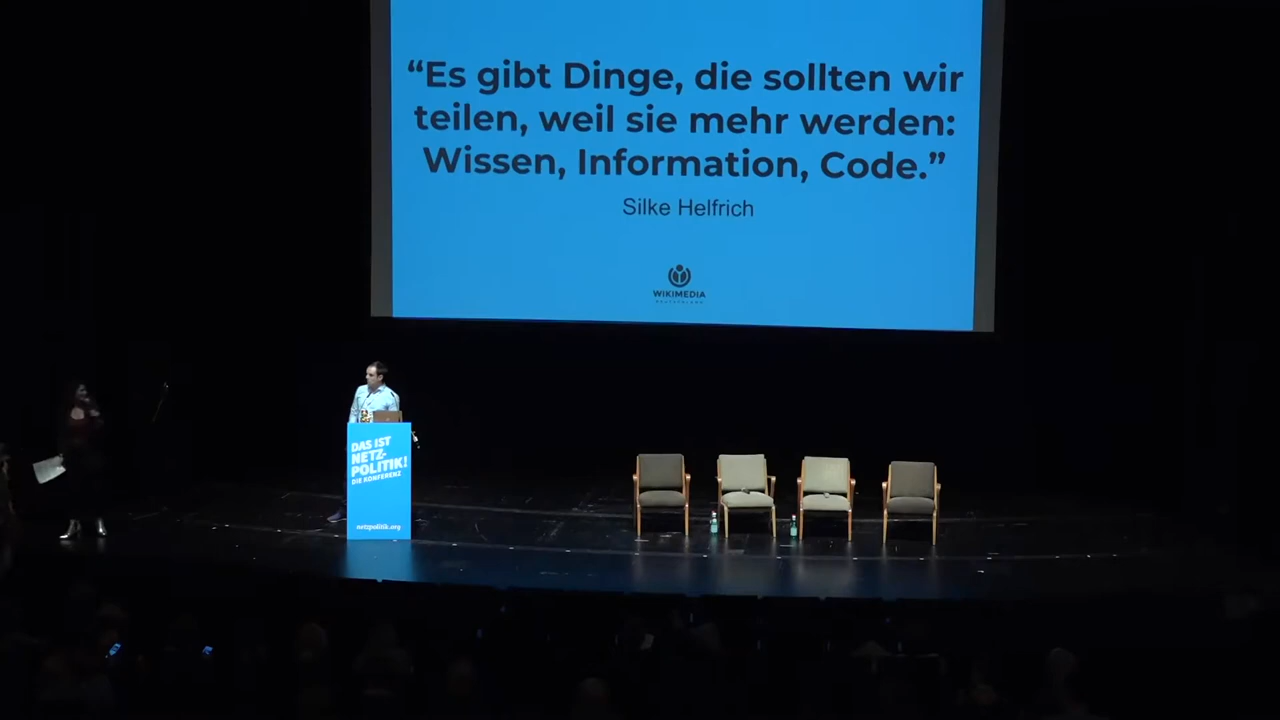 “Es gibt Dinge, die sollten wir
teilen, weil sie mehr werden:
Wissen, Information, Code.”
Silke Helfrich
WIKIMEDIA
DEUTSCHLAND
DAS IST
NETZ-
POLITIK!
DIE KONFERENZ
netzpolitik.org